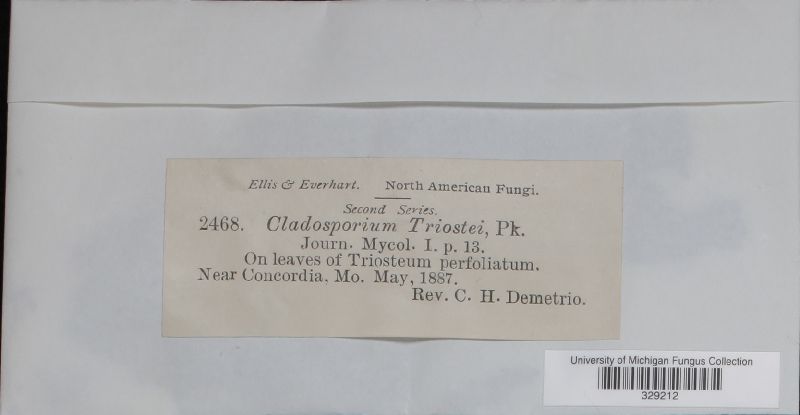 Ellis & Everhart. North American Fungi.
Second Series.
2468. Cladosporium Triostei, Pk.
Journ. Mycol. I. p. 13.
On leaves of Triosteum perfoliatum.
Near Concordia, Mo. May, 1887.
Rev. C. H. Demetrio.
University of Michigan Fungus Collection
329212